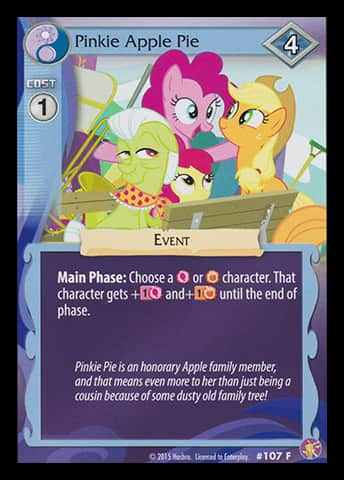 Pinkie Apple Pie
4
COST
1
EVENT
Main Phase: Choose a or character. That
character gets +1 and+1 until the end of
phase.
Pinkie Pie is an honorary Apple family member,
and that means even more to her than just being a
cousin because of some dusty old family tree!
© 2015 Hasbro. Licensed to Enterplay. #107 F